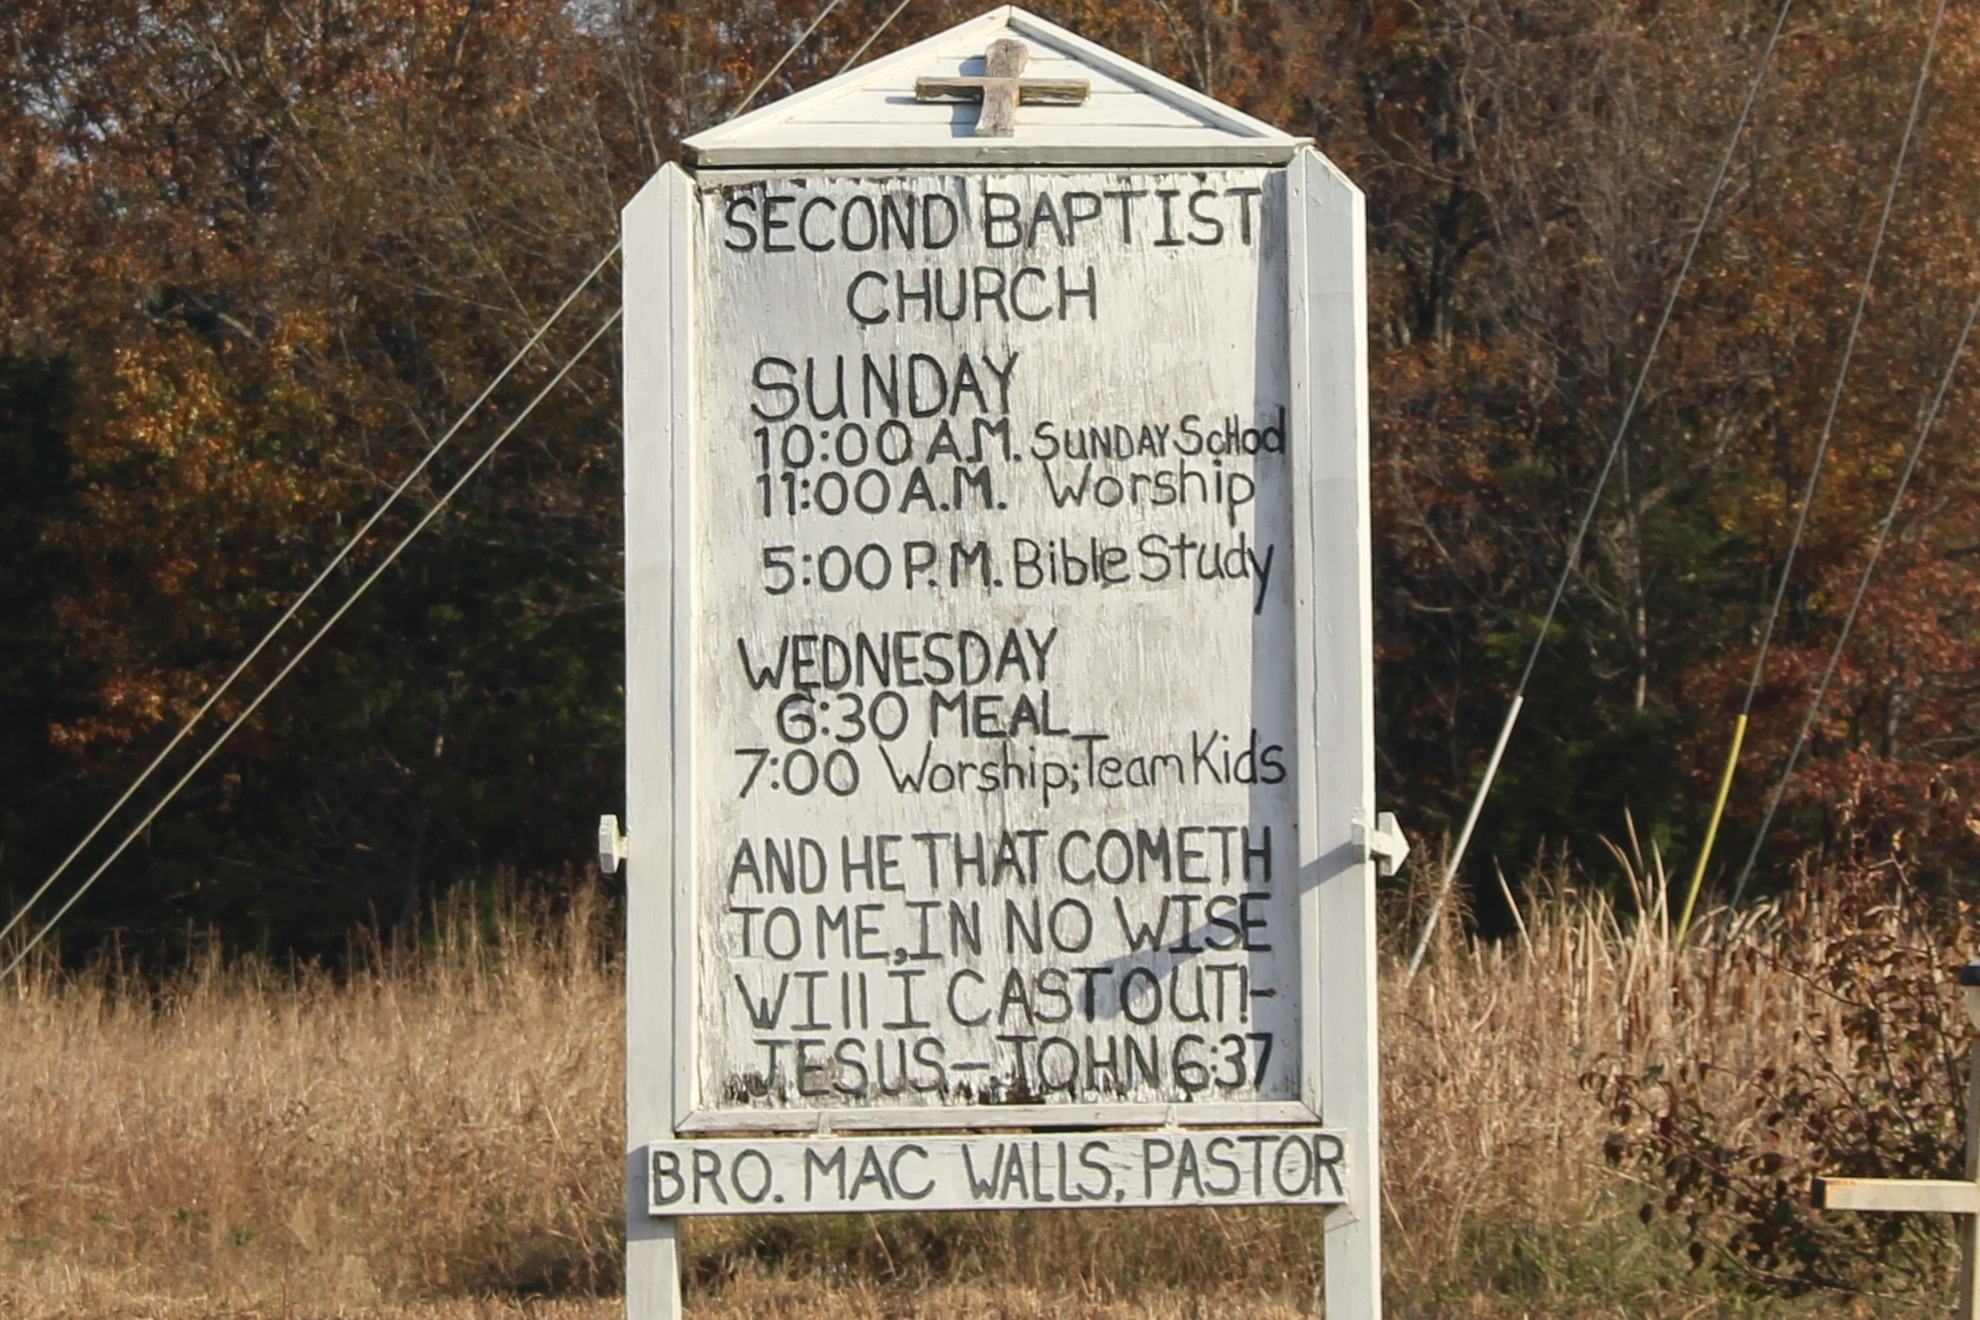 SECOND BAPTIST
CHURCH
SUNDAY
10:00 A.M. SUNDAY ScHool
11:00 A.M. Worship
5:00 P.M. Bible Study
WEDNESDAY
6:30 MEAL
7:00 Worship; Team Kids
AND HE THAT COMETH
TO ME, IN NO WISE
WIll I CAST OUT!-
JESUS-JOHN 6:37
BRO. MAC WALLS, PASTOR